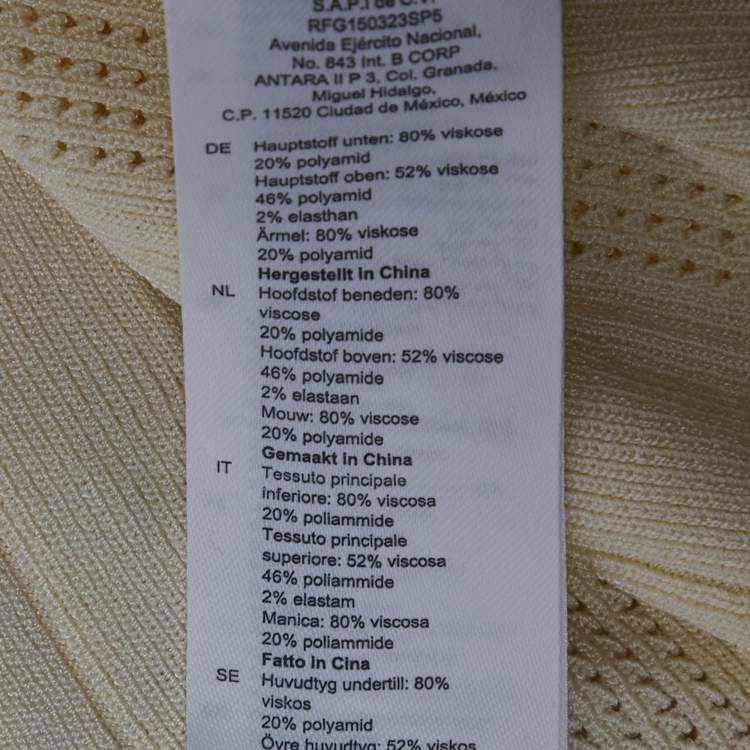 S.A.P.I de C.V.
RFG150323SP5
Avenida Ejército Nacional,
No. 843 Int. B CORP
ANTARA II P 3, Col. Granada,
Miguel Hidalgo,
C.P. 11520 Ciudad de México, México
DE Hauptstoff unten: 80% viskose
20% polyamid
Hauptstoff oben: 52% viskose
46% polyamid
2% elasthan
Ärmel: 80% viskose
20% polyamid
Hergestellt in China
NL Hoofdstof beneden: 80%
viscose
20% polyamide
Hoofdstof boven: 52% viscose
46% polyamide
2% elastaan
Mouw: 80% viscose
20% polyamide
Gemaakt in China
IT Tessuto principale
inferiore: 80% viscosa
20% poliammide
Tessuto principale
superiore: 52% viscosa
46% poliammide
2% elastam
Manica: 80% viscosa
20% poliammide
Fatto In Cina
SE Huvudtyg undertill: 80%
viskos
20% polyamid
Övre huvudtyg: 52% viskos